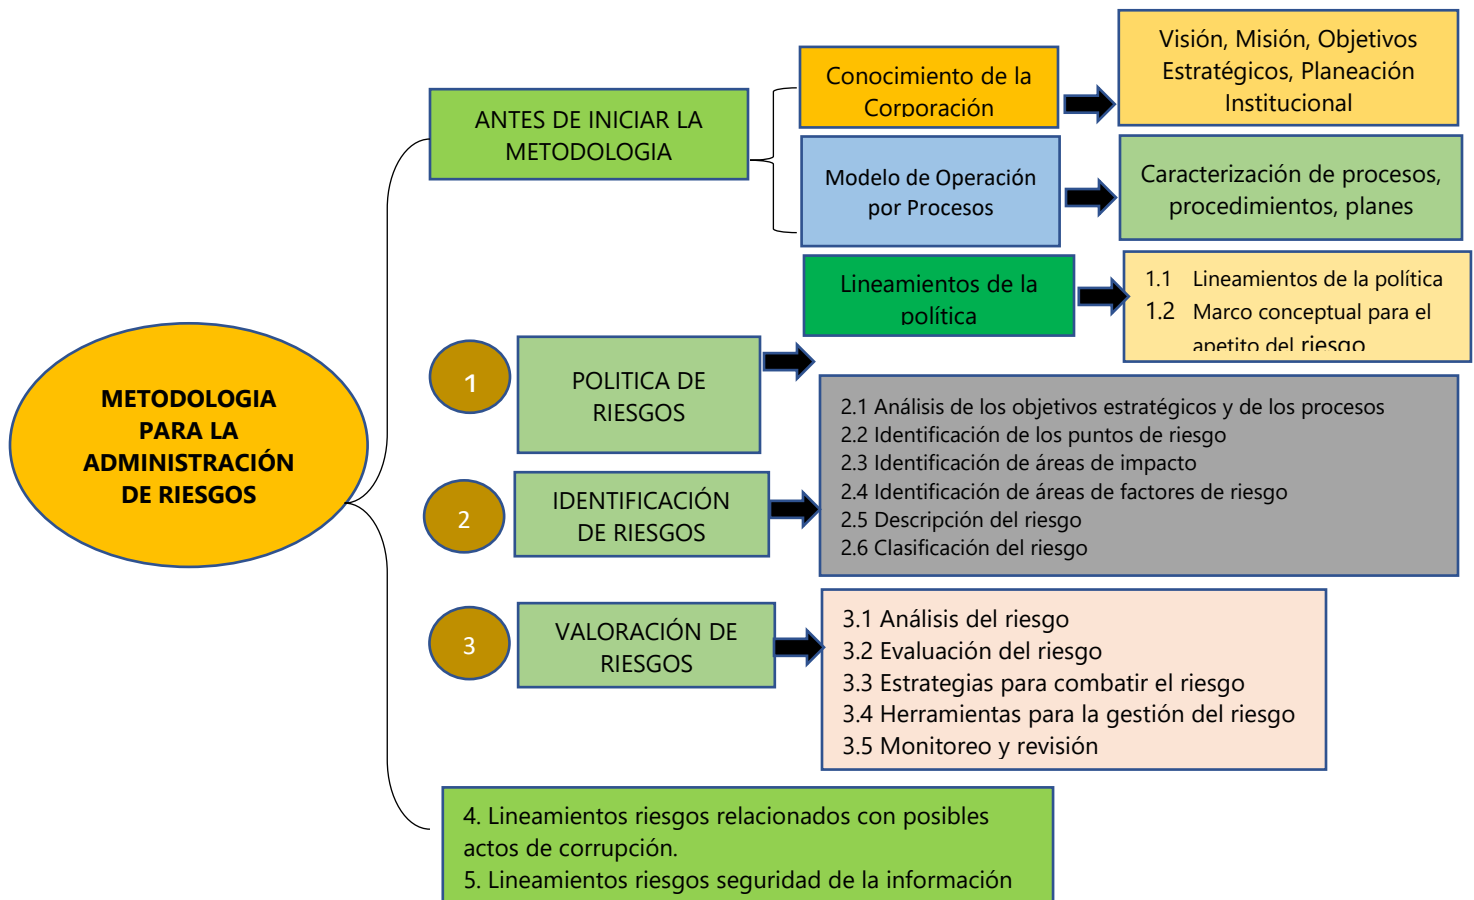 METODOLOGIA
PARA LA
ADMINISTRACIÓN
DE RIESGOS
ANTES DE INICIAR LA
METODOLOGIA
Conocimiento de la
Corporación
Visión, Misión, Objetivos
Estratégicos, Planeación
Institucional
Modelo de Operación
por Procesos
Caracterización de procesos,
procedimientos, planes
Lineamientos de la
política
1.1 Lineamientos de la política
1.2 Marco conceptual para el
apetito del riesgo
1
POLITICA DE
RIESGOS
2
IDENTIFICACIÓN
DE RIESGOS
2.1 Análisis de los objetivos estratégicos y de los procesos
2.2 Identificación de los puntos de riesgo
2.3 Identificación de áreas de impacto
2.4 Identificación de áreas de factores de riesgo
2.5 Descripción del riesgo
2.6 Clasificación del riesgo
3
VALORACIÓN DE
RIESGOS
3.1 Análisis del riesgo
3.2 Evaluación del riesgo
3.3 Estrategias para combatir el riesgo
3.4 Herramientas para la gestión del riesgo
3.5 Monitoreo y revisión
4. Lineamientos riesgos relacionados con posibles
actos de corrupción.
5. Lineamientos riesgos seguridad de la información